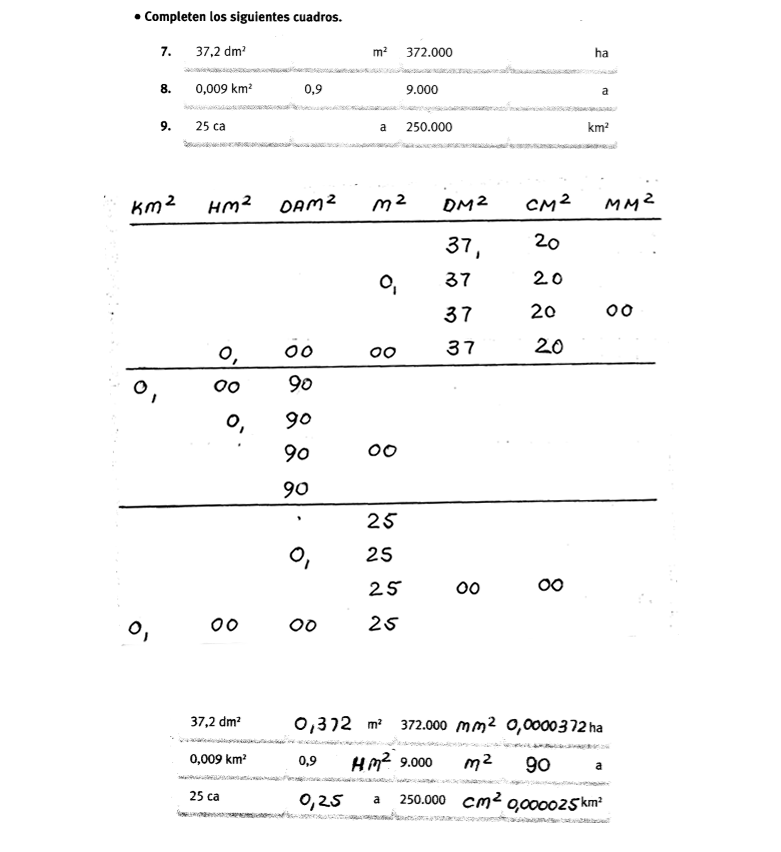 • Completen los siguientes cuadros.
7. 37,2 dm² m² 372.000 ha
8. 0,009 km² 0,9 9.000 a
9. 25 ca a 250.000 km²
KM² HM² DAM² M² DM² CM² MM²
37, 20
0, 37 20
37 20 00
0, 00 00 37 20
0, 00 90
0, 90
90 00
90
25
0, 25
25 00 00
0, 00 00 25
37,2 dm² 0,372 m² 372.000 mm² 0,0000372 ha
0,009 km² 0,9 HM² 9.000 m² 90 a
25 ca 0,25 a 250.000 cm² 0,000025 km²